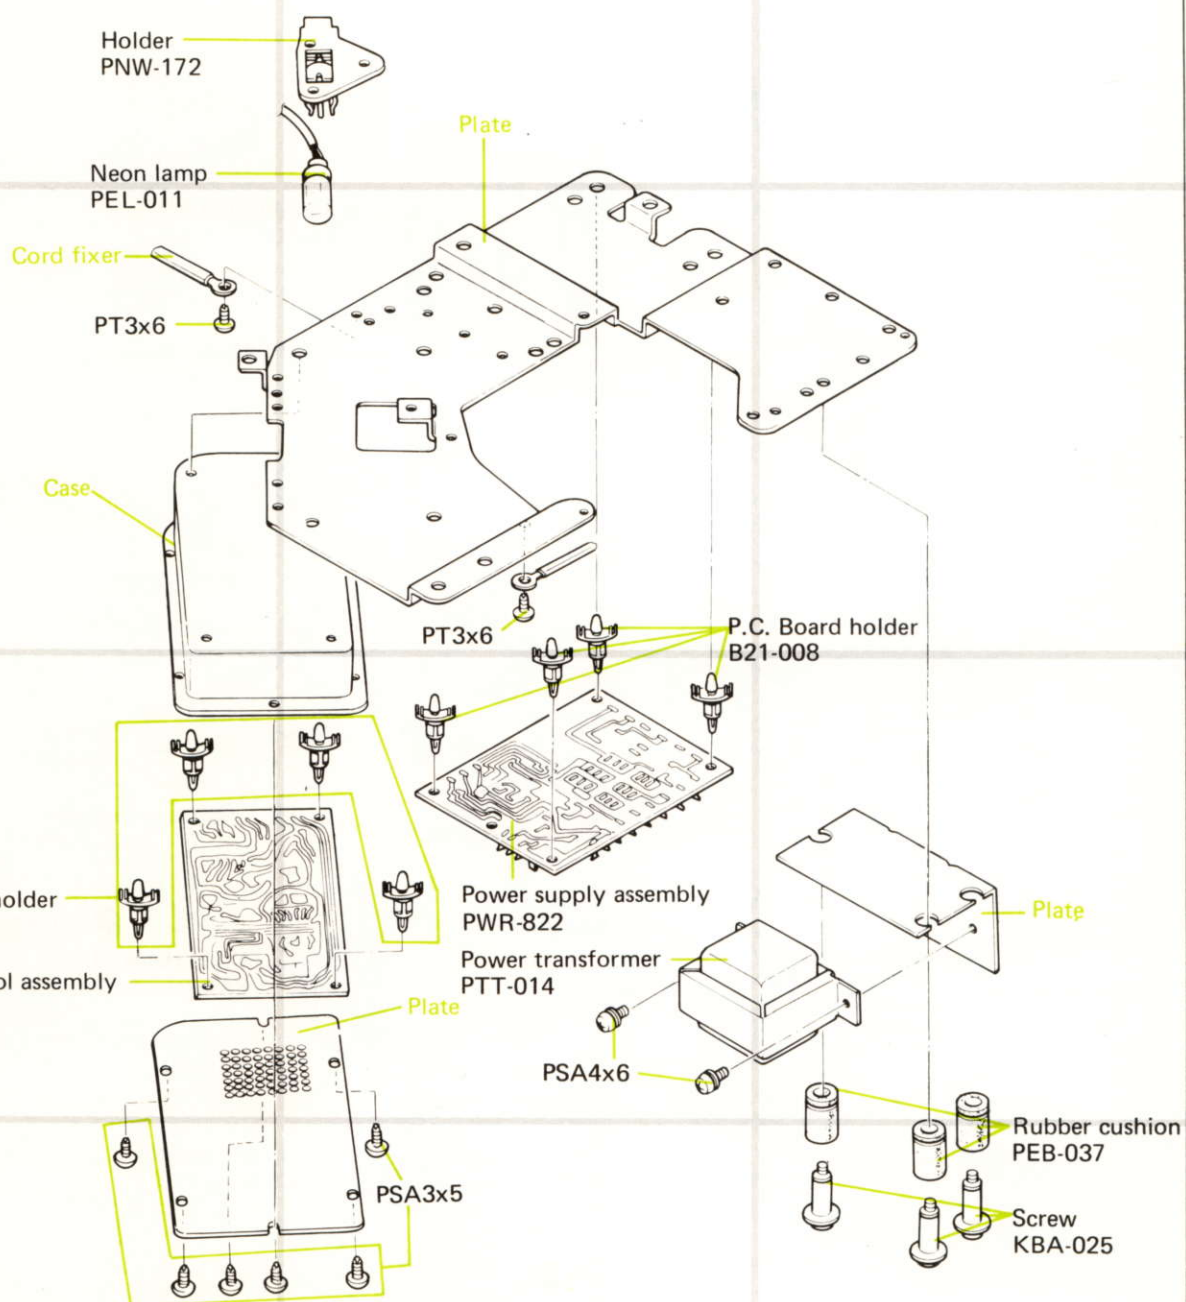 Holder
PNW-172
Plate
Neon lamp
PEL-011
Cord fixer
PT3x6
Case
PT3x6
P.C. Board holder
B21-008
holder
Power supply assembly
PWR-822
Plate
Power transformer
PTT-014
ol assembly
Plate
PSA4x6
Rubber cushion
PEB-037
PSA3x5
Screw
KBA-025